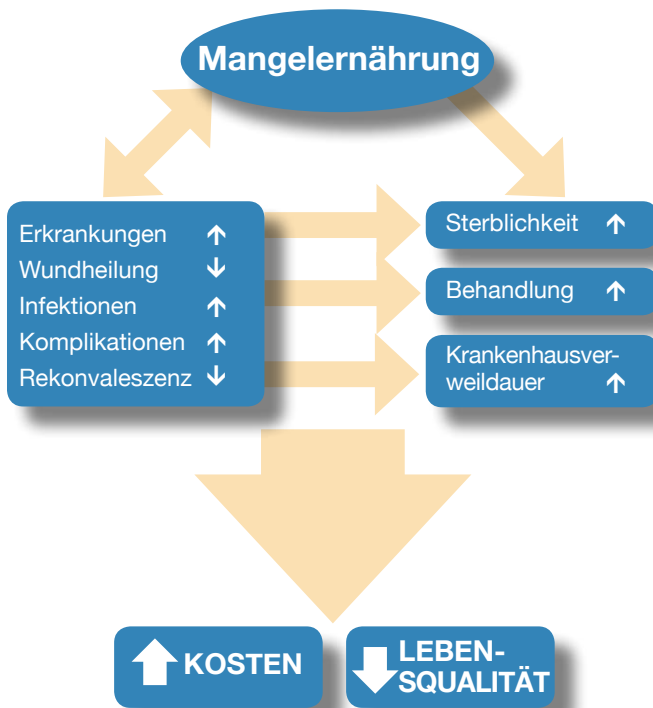 Mangelernährung
Erkrankungen ↑
Wundheilung ↓
Infektionen ↑
Komplikationen ↑
Rekonvaleszenz ↓
Sterblichkeit ↑
Behandlung ↑
Krankenhausver-
weildauer ↑
KOSTEN
LEBEN-
SQUALITÄT